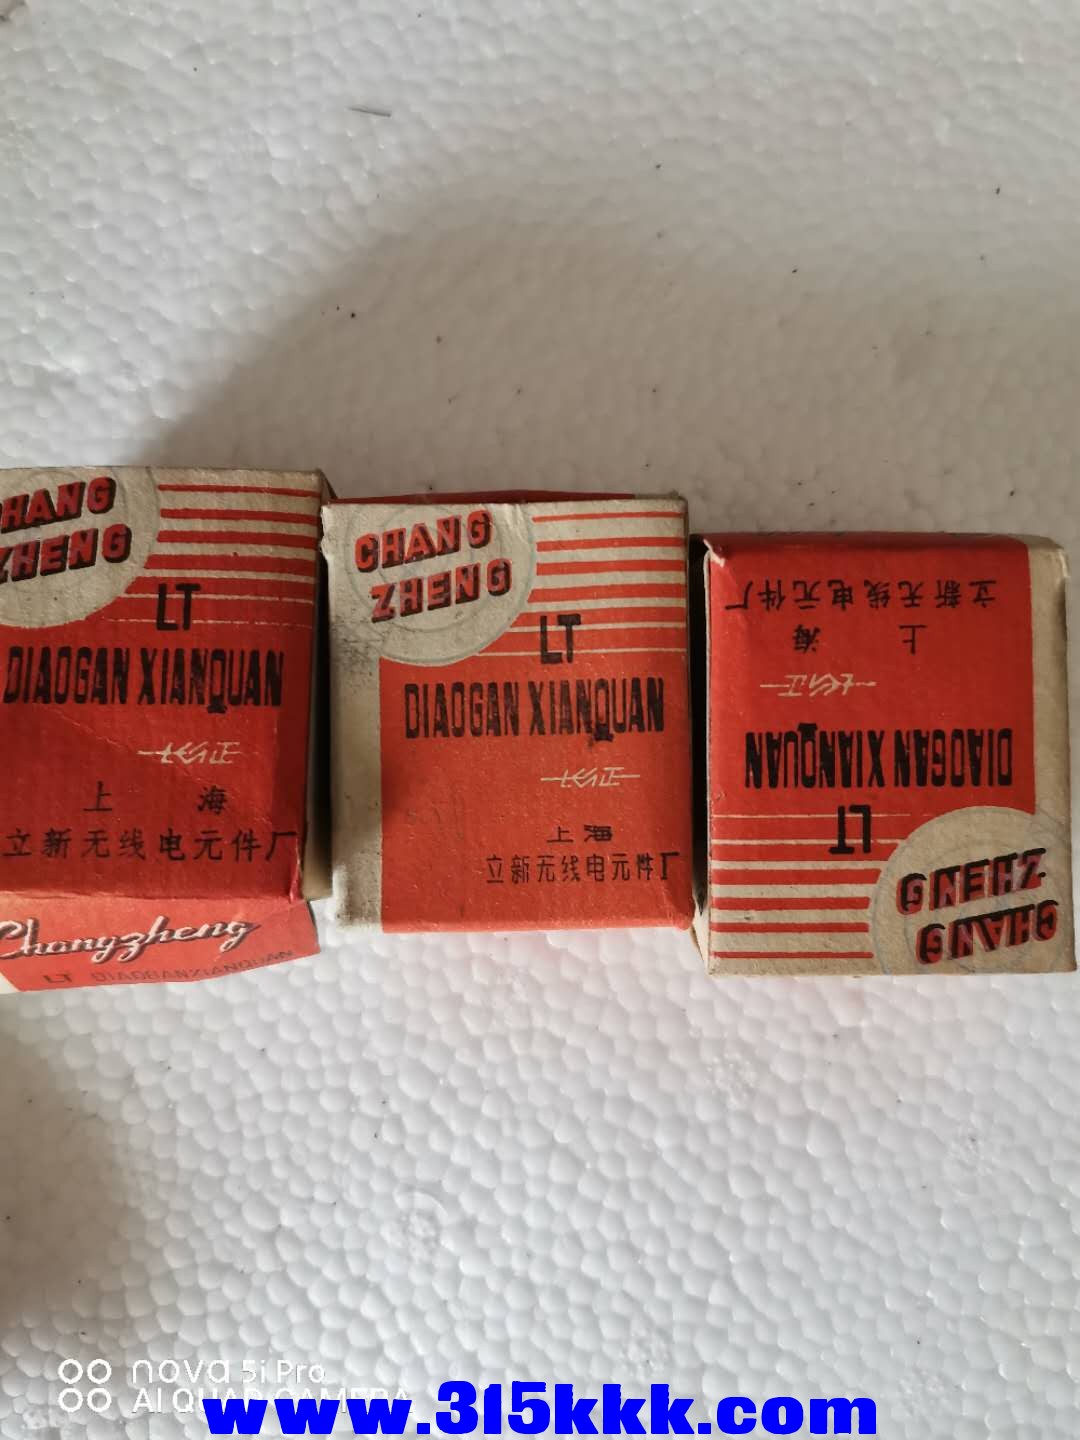 HANG
ZHENG
LT
DIAOGAN XIANQUAN
长征
上海
立新无线电元件厂
Changzheng
LT DIAOGANXIANQUAN
CHANG
ZHENG
LT
DIAOGAN XIANQUAN
长征
上海
立新无线电元件厂
CHANG
ZHENG
LT
DIAOGAN XIANQUAN
长征
上海
立新无线电元件厂
nova 5i Pro
AI QUAD CAMERA
www.315kkk.com